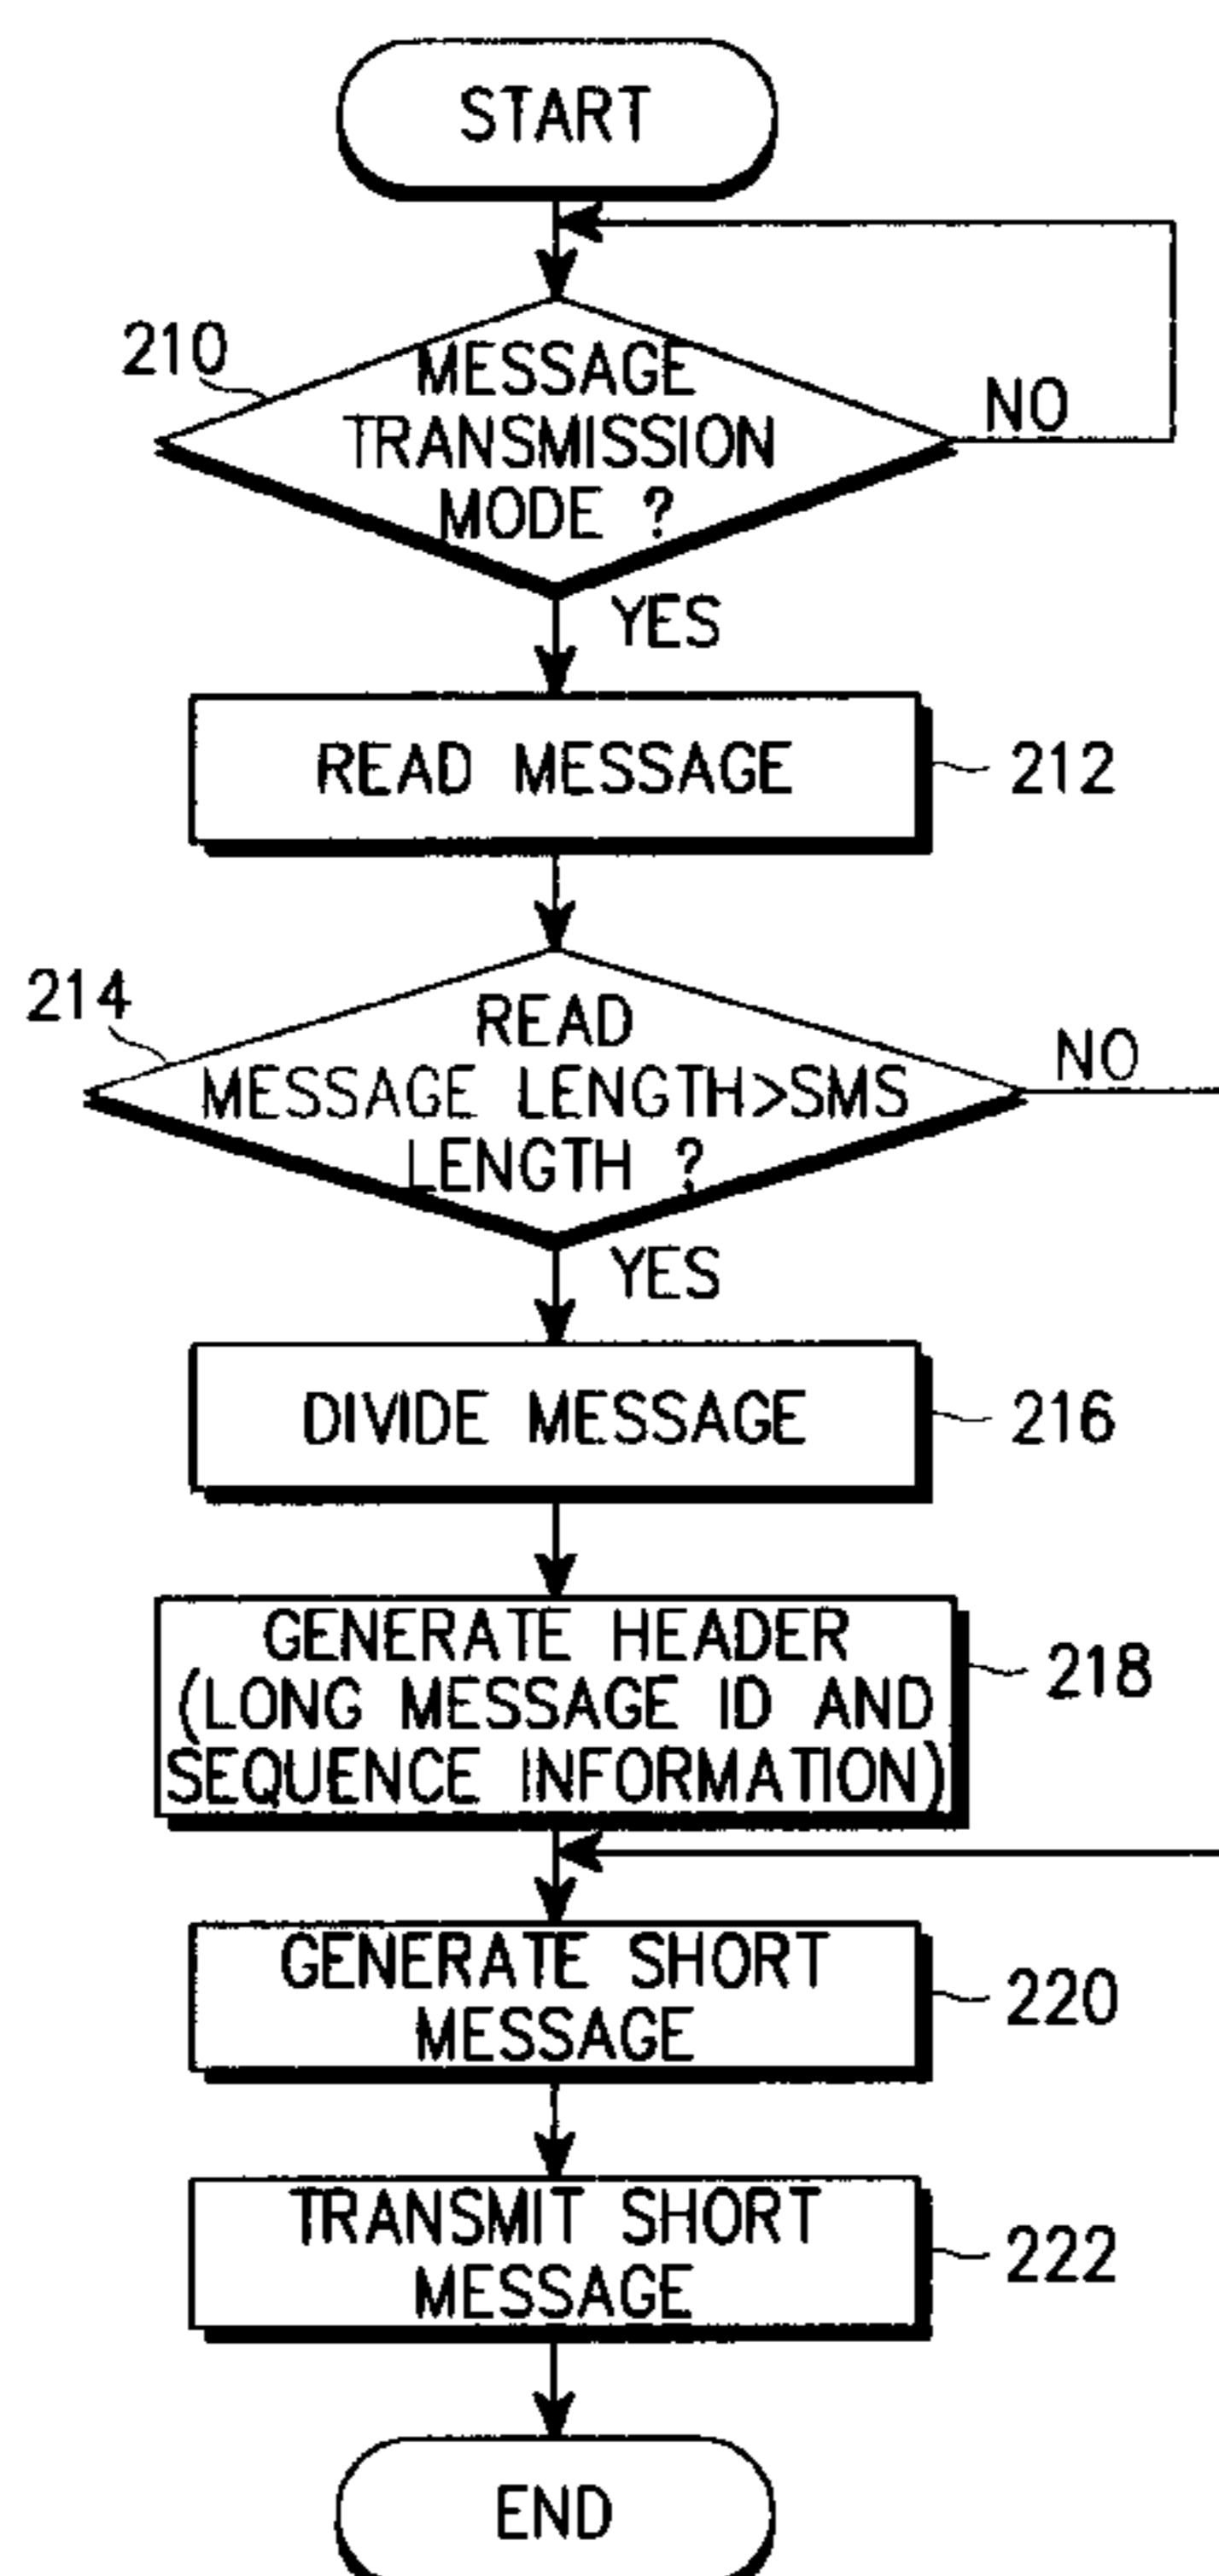 START
210
MESSAGE
TRANSMISSION
MODE ?
NO
YES
READ MESSAGE
212
214
READ
MESSAGE LENGTH>SMS
LENGTH ?
NO
YES
DIVIDE MESSAGE
216
GENERATE HEADER
(LONG MESSAGE ID AND
SEQUENCE INFORMATION)
218
GENERATE SHORT
MESSAGE
220
TRANSMIT SHORT
MESSAGE
222
END